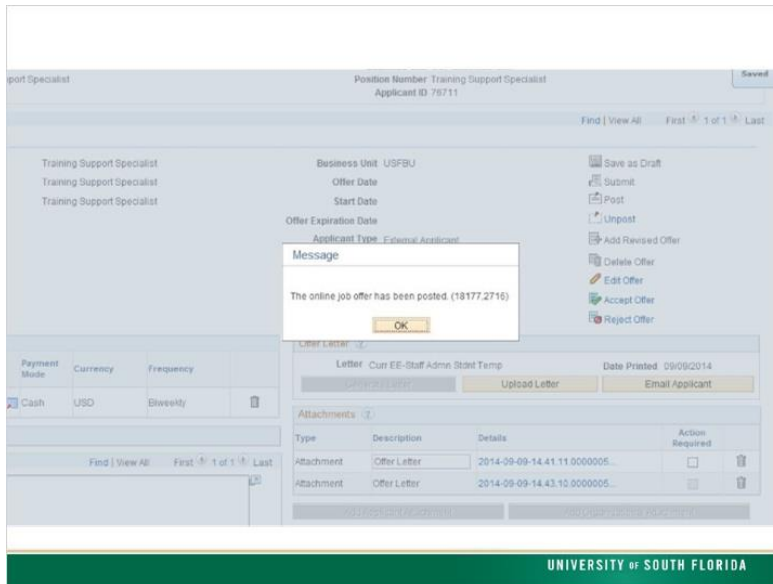 pport Specialist
Position Number Training Support Specialist
Applicant ID 76711
Saved
Find | View All First 1 of 1 Last
Training Support Specialist
Training Support Specialist
Training Support Specialist
Business Unit USFBU
Offer Date
Start Date
Offer Expiration Date
Applicant Type External Applicant
Save as Draft
Submit
Post
Unpost
Add Revised Offer
Delete Offer
Edit Offer
Accept Offer
Reject Offer
Message
The online job offer has been posted. (18177,2716)
OK
Payment Mode Currency Frequency
Cash USD Biweekly
Find | View All First 1 of 1 Last
Offer Letter
Letter Curr EE-Staff Admn Stdnt Temp Date Printed 09/09/2014
Generate Letter Upload Letter Email Applicant
Attachments
Type Description Details Action Required
Attachment Offer Letter 2014-09-09-14.41.11.0000005...
Attachment Offer Letter 2014-09-09-14.43.10.0000005...
Add Applicant Attachment
UNIVERSITY OF SOUTH FLORIDA